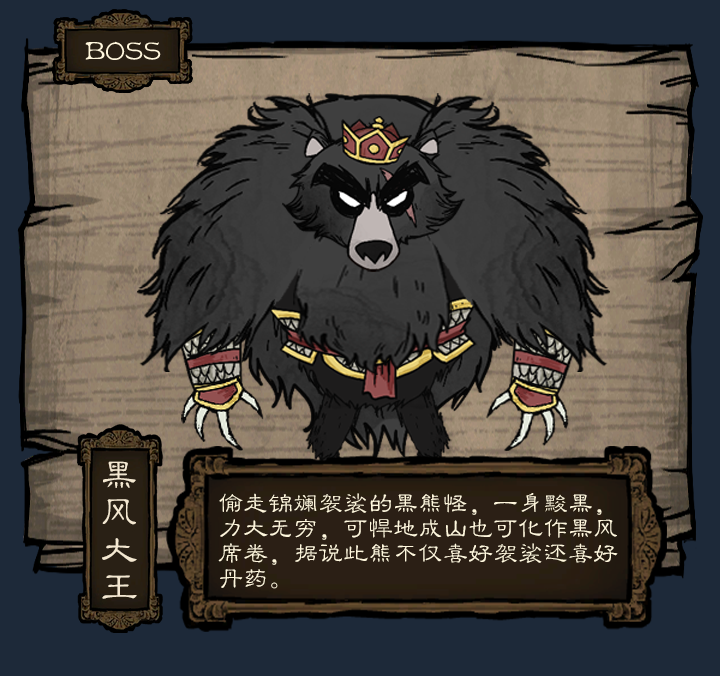 BOSS
黑风大王
偷走锦斓袈裟的黑熊怪，一身黢黑，
力大无穷，可悍地成山也可化作黑风
席卷，据说此熊不仅喜好袈裟还喜好
丹药。